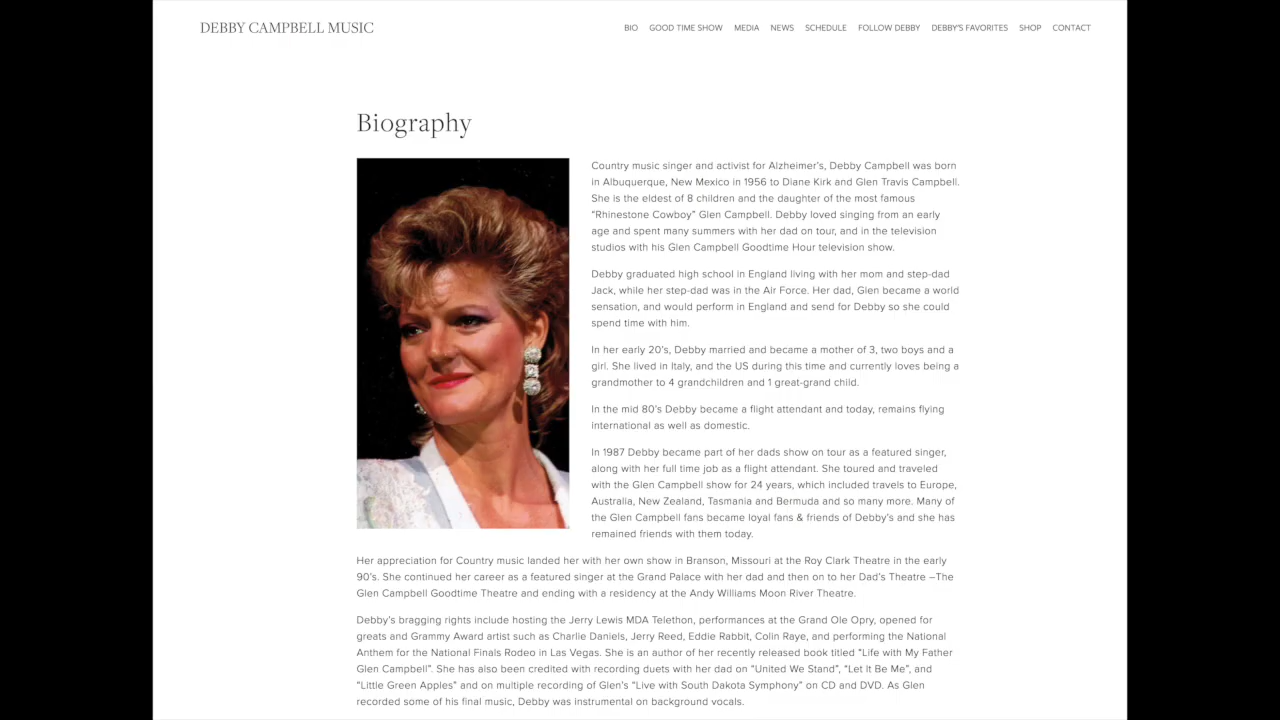 DEBBY CAMPBELL MUSIC
BIO GOOD TIME SHOW MEDIA NEWS SCHEDULE FOLLOW DEBBY DEBBY'S FAVORITES SHOP CONTACT
Biography
Country music singer and activist for Alzheimer's, Debby Campbell was born
in Albuquerque, New Mexico in 1956 to Diane Kirk and Glen Travis Campbell.
She is the eldest of 8 children and the daughter of the most famous
"Rhinestone Cowboy" Glen Campbell. Debby loved singing from an early
age and spent many summers with her dad on tour, and in the television
studios with his Glen Campbell Goodtime Hour television show.
Debby graduated high school in England living with her mom and step-dad
Jack, while her step-dad was in the Air Force. Her dad, Glen became a world
sensation, and would perform in England and send for Debby so she could
spend time with him.
In her early 20's, Debby married and became a mother of 3, two boys and a
girl. She lived in Italy, and the US during this time and currently loves being a
grandmother to 4 grandchildren and 1 great-grand child.
In the mid 80's Debby became a flight attendant and today, remains flying
international as well as domestic.
In 1987 Debby became part of her dads show on tour as a featured singer,
along with her full time job as a flight attendant. She toured and traveled
with the Glen Campbell show for 24 years, which included travels to Europe,
Australia, New Zealand, Tasmania and Bermuda and so many more. Many of
the Glen Campbell fans became loyal fans & friends of Debby's and she has
remained friends with them today.
Her appreciation for Country music landed her with her own show in Branson, Missouri at the Roy Clark Theatre in the early
90's. She continued her career as a featured singer at the Grand Palace with her dad and then on to her Dad's Theatre –The
Glen Campbell Goodtime Theatre and ending with a residency at the Andy Williams Moon River Theatre.
Debby's bragging rights include hosting the Jerry Lewis MDA Telethon, performances at the Grand Ole Opry, opened for
greats and Grammy Award artist such as Charlie Daniels, Jerry Reed, Eddie Rabbit, Colin Raye, and performing the National
Anthem for the National Finals Rodeo in Las Vegas. She is an author of her recently released book titled "Life with My Father
Glen Campbell". She has also been credited with recording duets with her dad on "United We Stand", "Let It Be Me", and
"Little Green Apples" and on multiple recording of Glen's "Live with South Dakota Symphony" on CD and DVD. As Glen
recorded some of his final music, Debby was instrumental on background vocals.